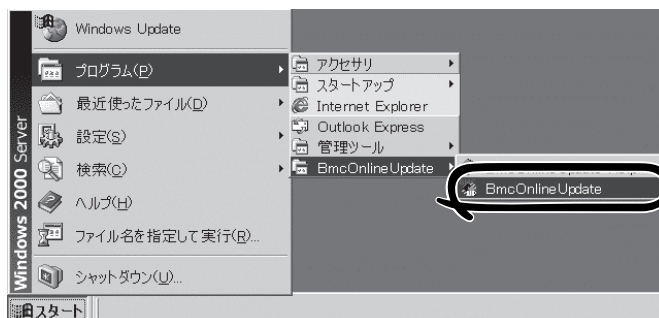 Windows Update
プログラム(P)
最近使ったファイル(D)
設定(S)
検索(C)
ヘルプ(H)
ファイル名を指定して実行(R)...
シャットダウン(U)...
Windows 2000 Server
スタート
アクセサリ
スタートアップ
Internet Explorer
Outlook Express
管理ツール
BmcOnlineUpdate
BmcOnlineUpdate